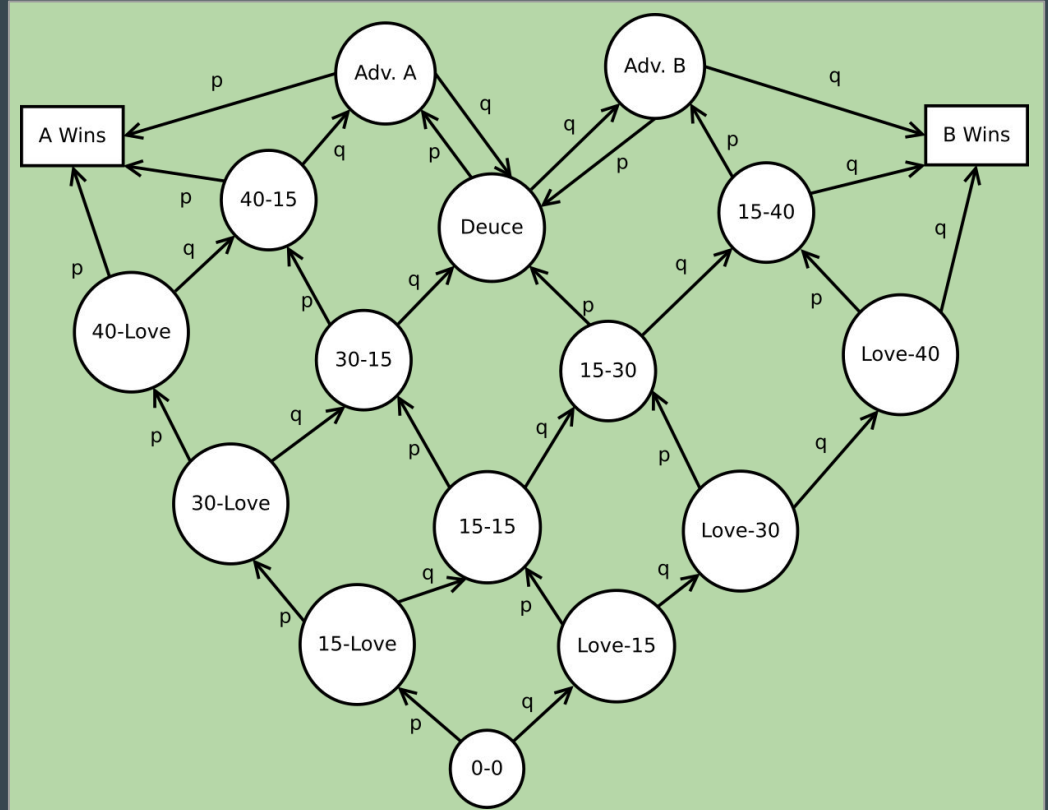 Adv. A
Adv. B
p
q
q
A Wins
B Wins
q
p
q
p
p
q
40-15
15-40
p
Deuce
q
q
q
p
q
p
p
p
40-Love
30-15
15-30
Love-40
q
p
q
q
p
p
q
30-Love
15-15
Love-30
q
q
p
p
15-Love
Love-15
q
p
0-0